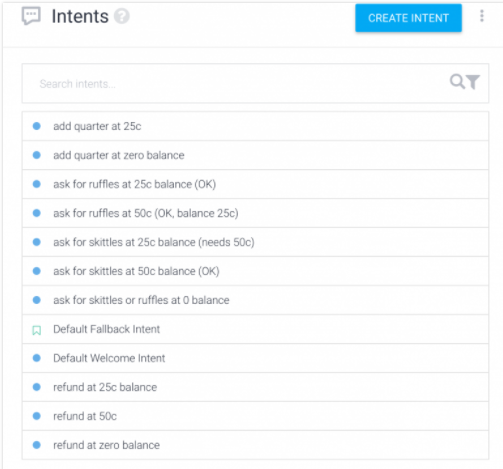 Intents
CREATE INTENT
Search intents...
add quarter at 25c
add quarter at zero balance
ask for ruffles at 25c balance (OK)
ask for ruffles at 50c (OK, balance 25c)
ask for skittles at 25c balance (needs 50c)
ask for skittles at 50c balance (OK)
ask for skittles or ruffles at 0 balance
Default Fallback Intent
Default Welcome Intent
refund at 25c balance
refund at 50c
refund at zero balance